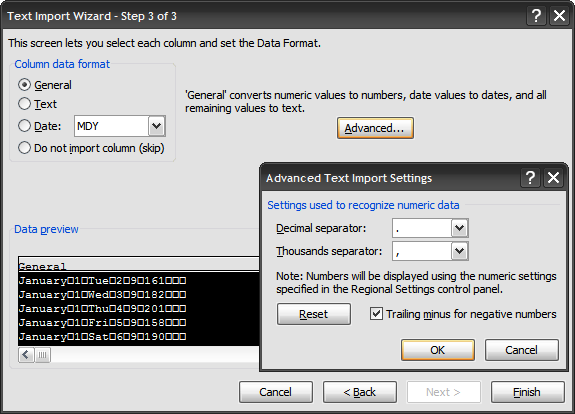 Text Import Wizard - Step 3 of 3
This screen lets you select each column and set the Data Format.
Column data format
General
Text
Date: MDY
Do not import column (skip)
'General' converts numeric values to numbers, date values to dates, and all
remaining values to text.
Advanced...
Data preview
General
January□1□Tue□2□9□161□□□
January□1□Wed□3□9□182□□□
January□1□Thu□4□9□201□□□
January□1□Fri□5□9□158□□□
January□1□Sat□6□9□190□□□
Advanced Text Import Settings
Settings used to recognize numeric data
Decimal separator: .
Thousands separator: ,
Note: Numbers will be displayed using the numeric settings
specified in the Regional Settings control panel.
Reset
Trailing minus for negative numbers
OK
Cancel
Cancel
< Back
Next >
Finish